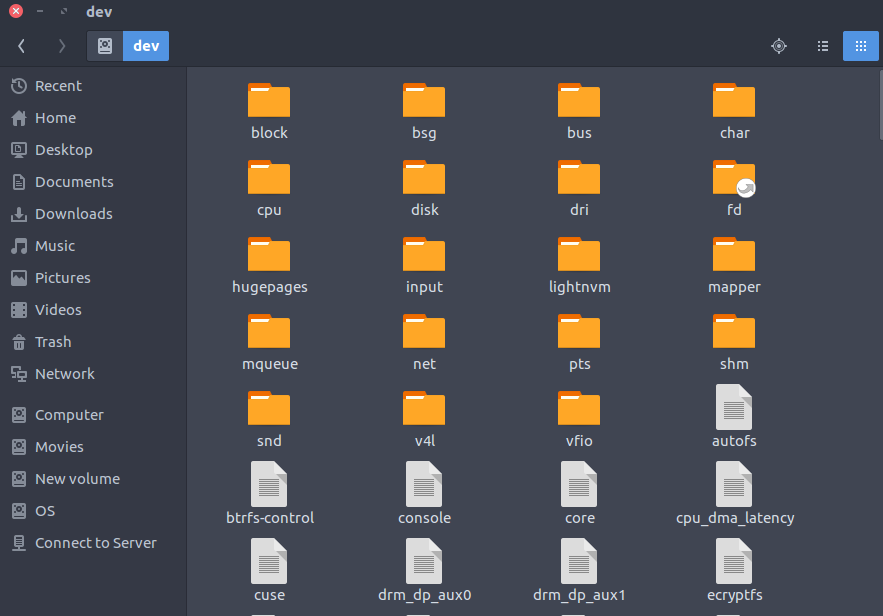 dev
dev
Recent
Home
Desktop
Documents
Downloads
Music
Pictures
Videos
Trash
Network
Computer
Movies
New volume
OS
Connect to Server
block bsg bus char
cpu disk dri fd
hugepages input lightnvm mapper
mqueue net pts shm
snd v4l vfio autofs
btrfs-control console core cpu_dma_latency
cuse drm_dp_aux0 drm_dp_aux1 ecryptfs